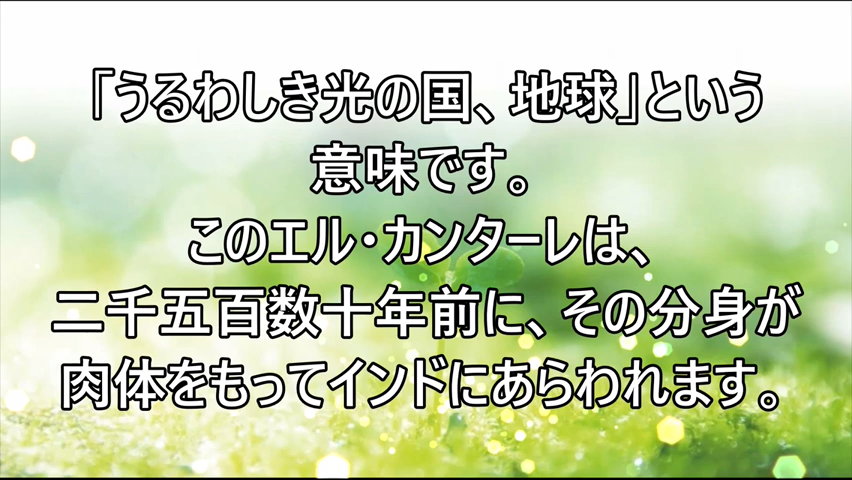 「うるわしき光の国、地球」という
意味です。
このエル・カンターレは、
二千五百数十年前に、その分身が
肉体をもってインドにあらわれます。